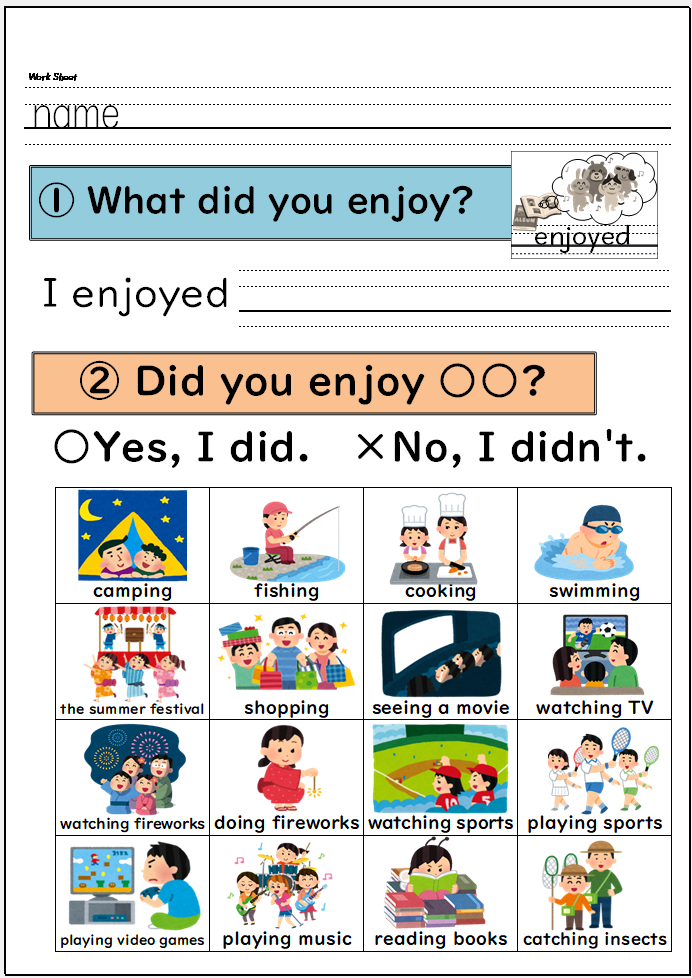 Work Sheet
name
① What did you enjoy?
ALBUM
enjoyed
I enjoyed
② Did you enjoy ○○?
○Yes, I did. ×No, I didn't.
camping fishing cooking swimming
the summer festival shopping seeing a movie watching TV
watching fireworks doing fireworks watching sports playing sports
playing video games playing music reading books catching insects